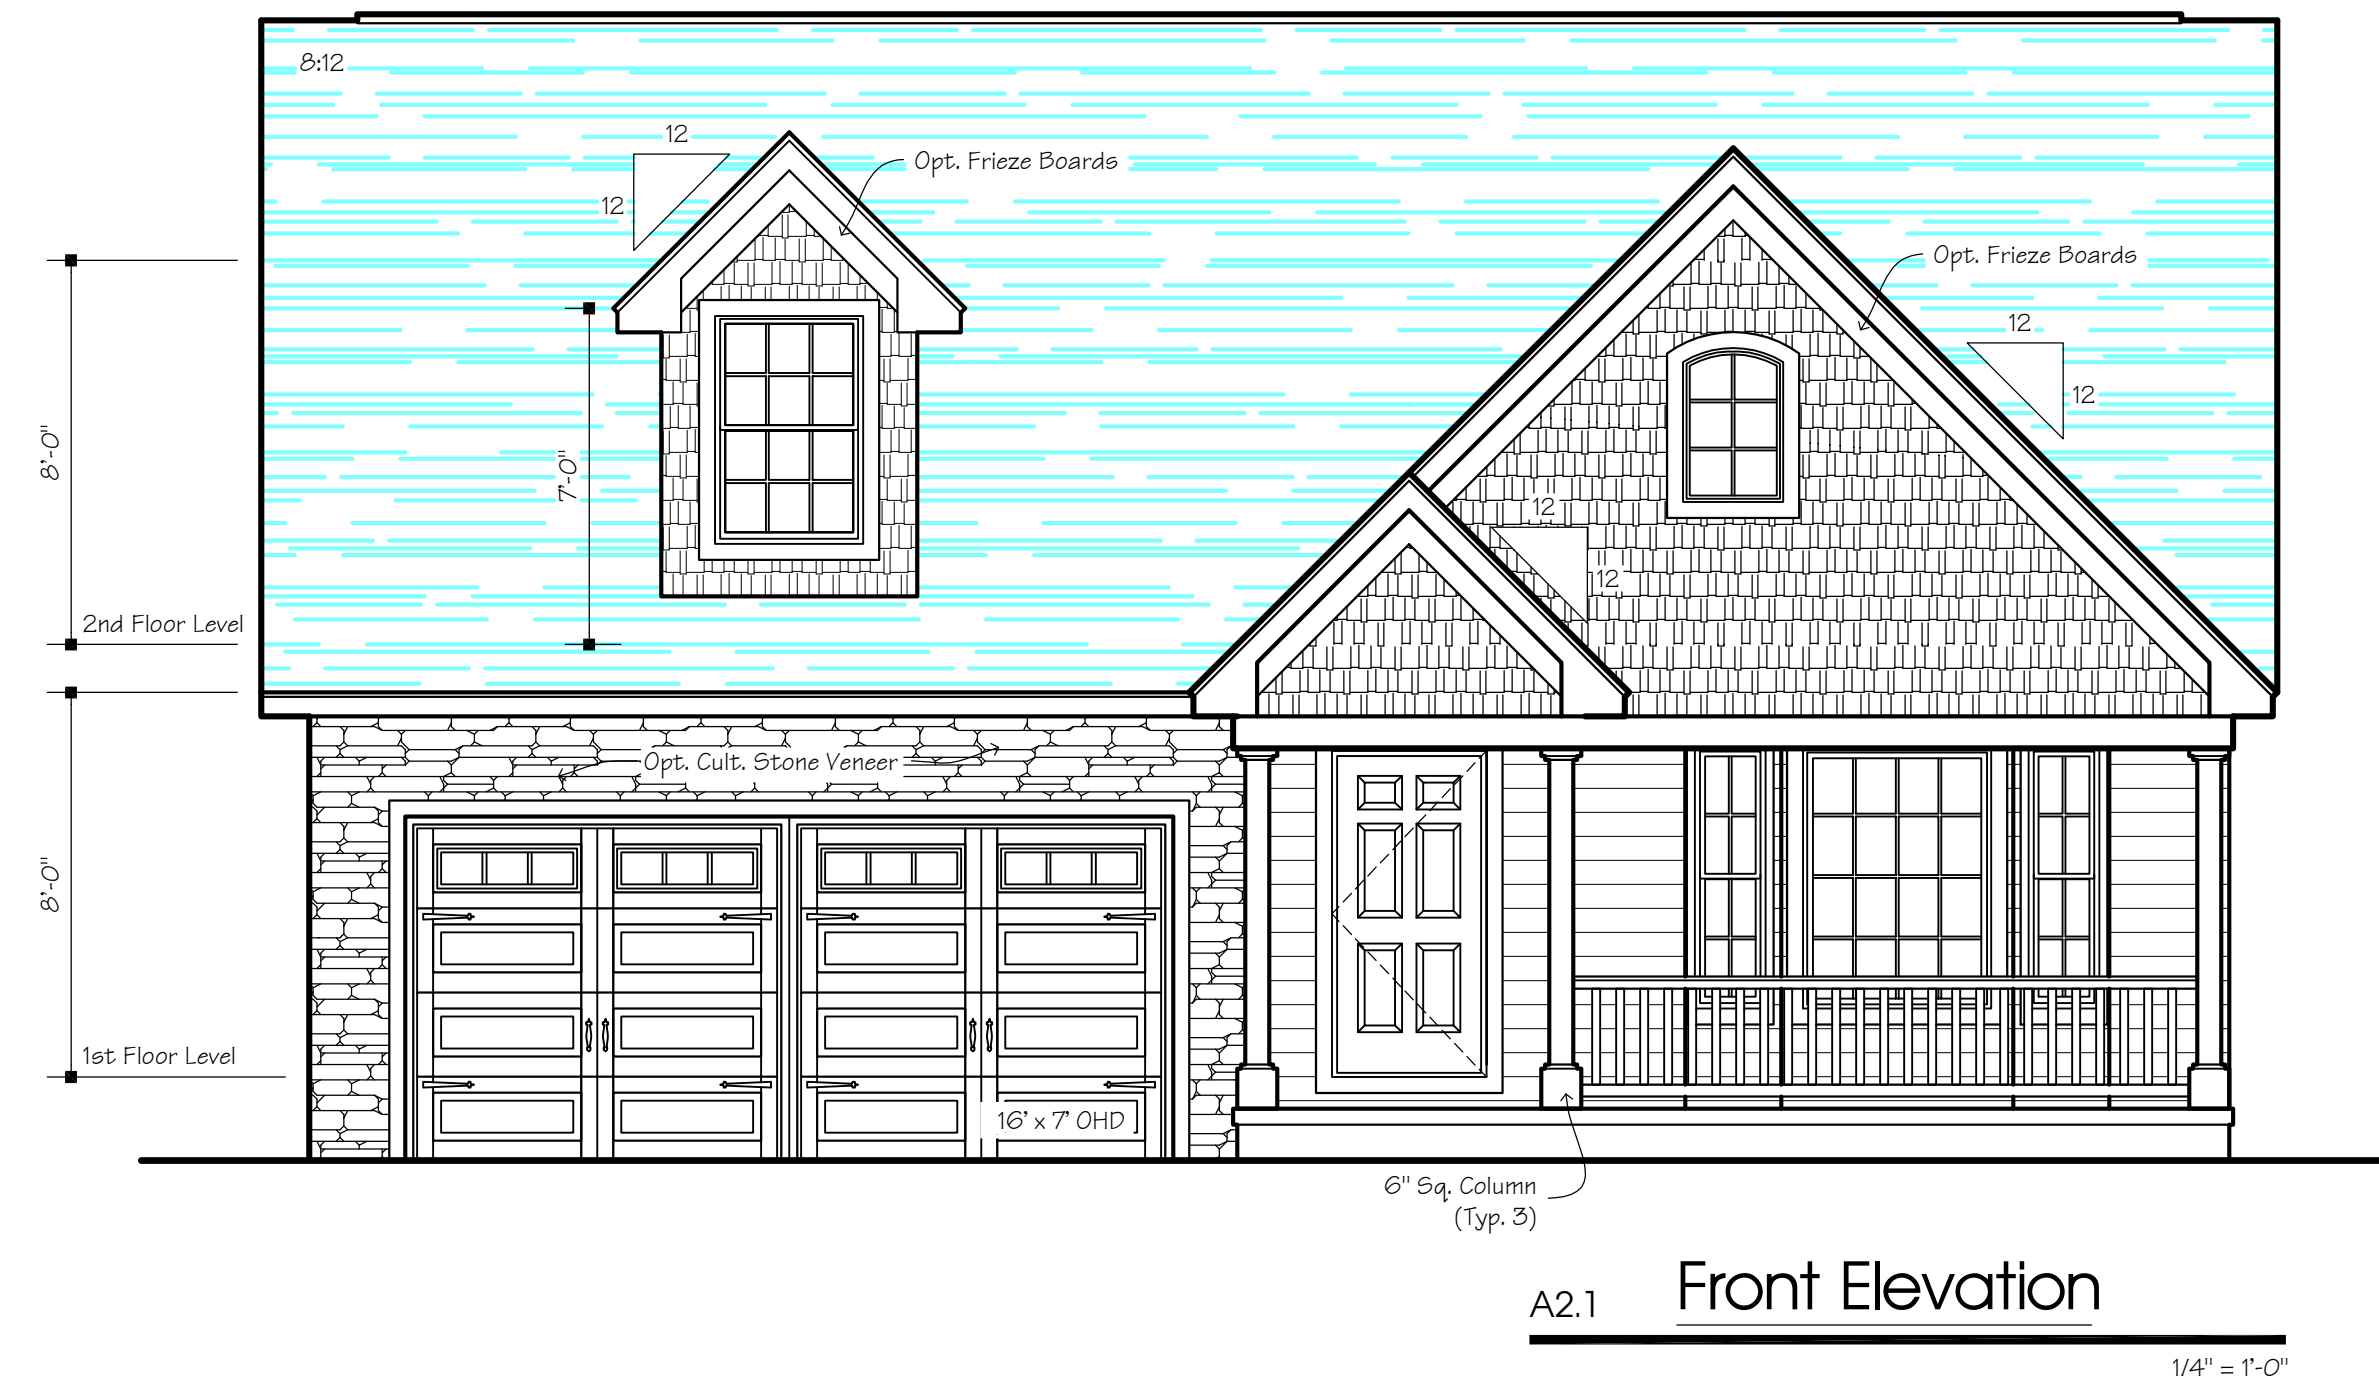 8:12
12
Opt. Frieze Boards
12
Opt. Frieze Boards
12
12
8'-0"
7'-0"
12
12
2nd Floor Level
Opt. Cult. Stone Veneer
8'-0"
1st Floor Level
16' x 7' OHD
6" Sq. Column
(Typ. 3)
A2.1 Front Elevation
1/4" = 1'-0"